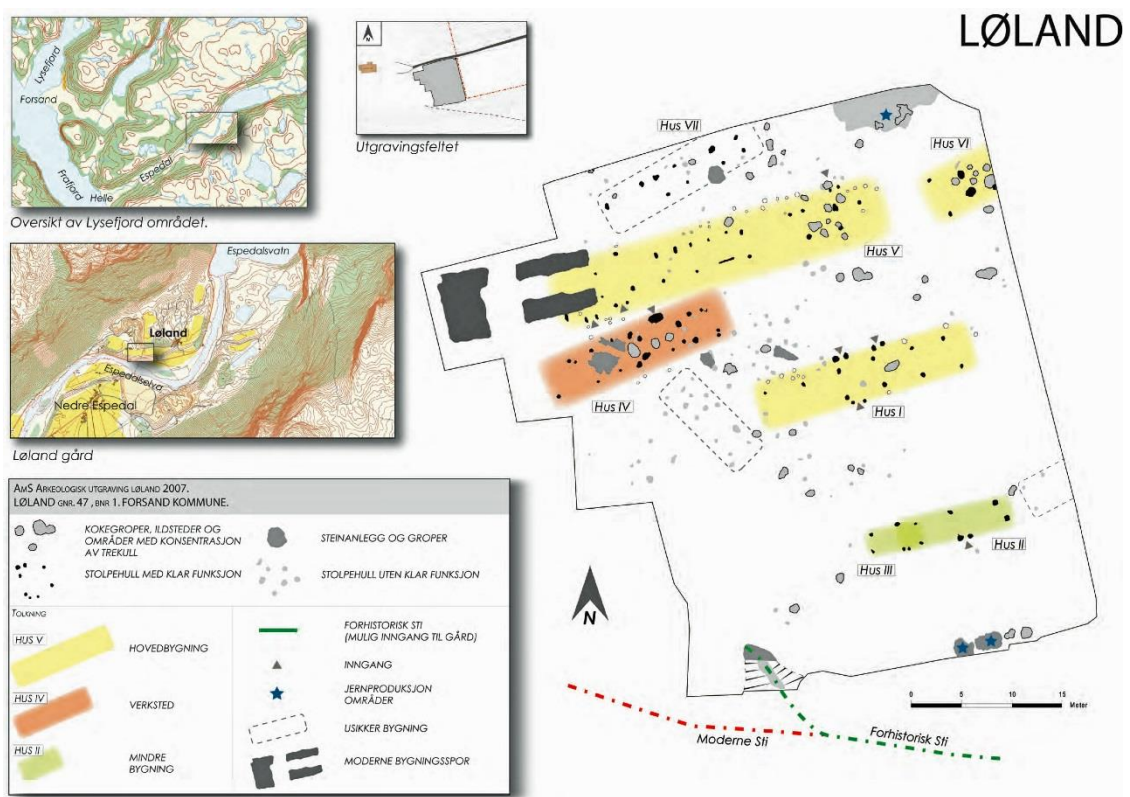 LØLAND
Lysefjord
Forsand
Frafjord
Helle
Espedal
Oversikt av Lysefjord området.
N
Utgravingsfeltet
Espedalsvatn
Løland
Espedalselva
Nedre Espedal
Løland gård
Hus VII
Hus VI
Hus V
Hus IV
Hus I
Hus II
Hus III
N
0 5 10 15
Meter
Moderne Sti
Forhistorisk Sti
AmS Arkeologisk utgraving Løland 2007.
LØLAND GNR. 47 , BNR 1. FORSAND KOMMUNE.
KOKEGROPER, ILDSTEDER OG
OMRÅDER MED KONSENTRASJON
AV TREKULL
STEINANLEGG OG GROPER
STOLPEHULL MED KLAR FUNKSJON
STOLPEHULL UTEN KLAR FUNKSJON
Tolkning
HUS V
HOVEDBYGNING
HUS IV
VERKSTED
HUS II
MINDRE
BYGNING
FORHISTORISK STI
(MULIG INNGANG TIL GÅRD)
INNGANG
JERNPRODUKSJON
OMRÅDER
USIKKER BYGNING
MODERNE BYGNINGSSPOR